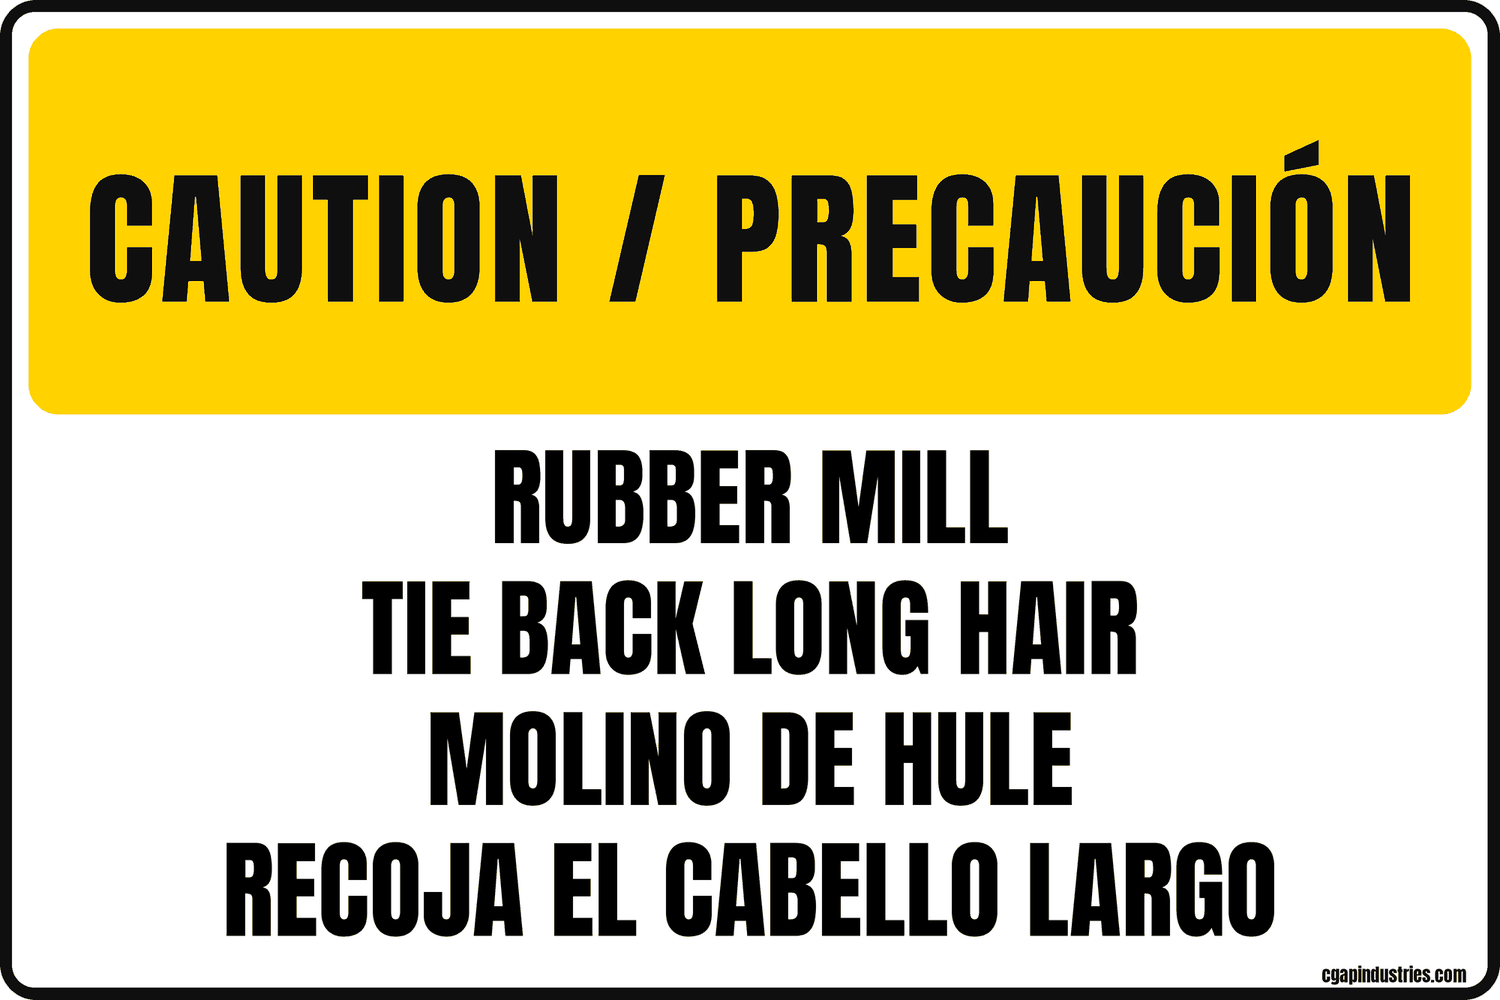 CAUTION / PRECAUCIÓN
RUBBER MILL
TIE BACK LONG HAIR
MOLINO DE HULE
RECOJA EL CABELLO LARGO
cgapindustries.com